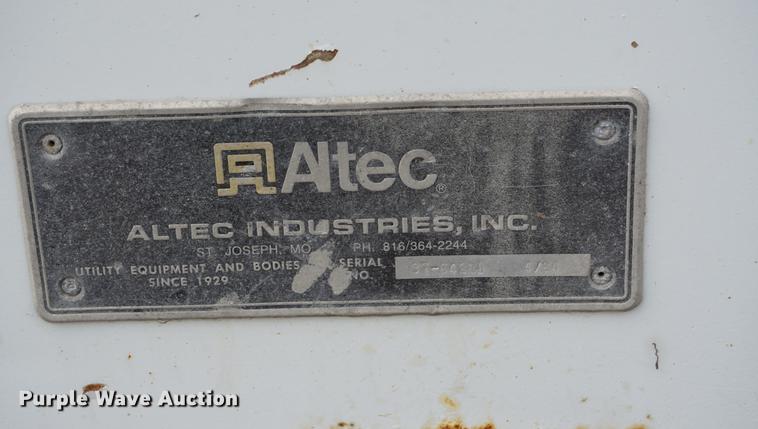 Altec®
ALTEC INDUSTRIES, INC.
ST. JOSEPH, MO. PH. 816/364-2244
UTILITY EQUIPMENT AND BODIES SERIAL
SINCE 1929 NO.
Purple Wave Auction